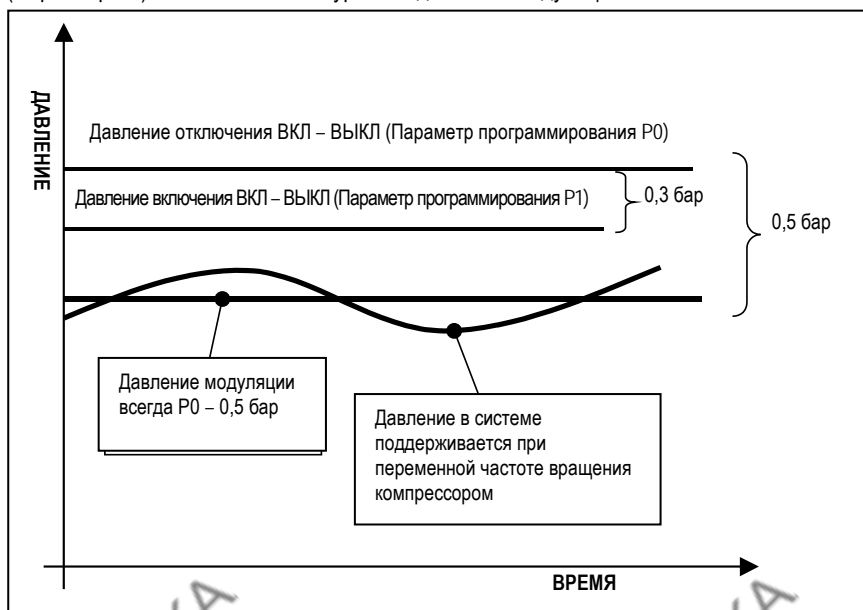 ДАВЛЕНИЕ
Давление отключения ВКЛ – ВЫКЛ (Параметр программирования P0)
Давление включения ВКЛ – ВЫКЛ (Параметр программирования P1)
0,3 бар
0,5 бар
Давление модуляции
всегда P0 – 0,5 бар
Давление в системе
поддерживается при
переменной частоте вращения
компрессором
ВРЕМЯ